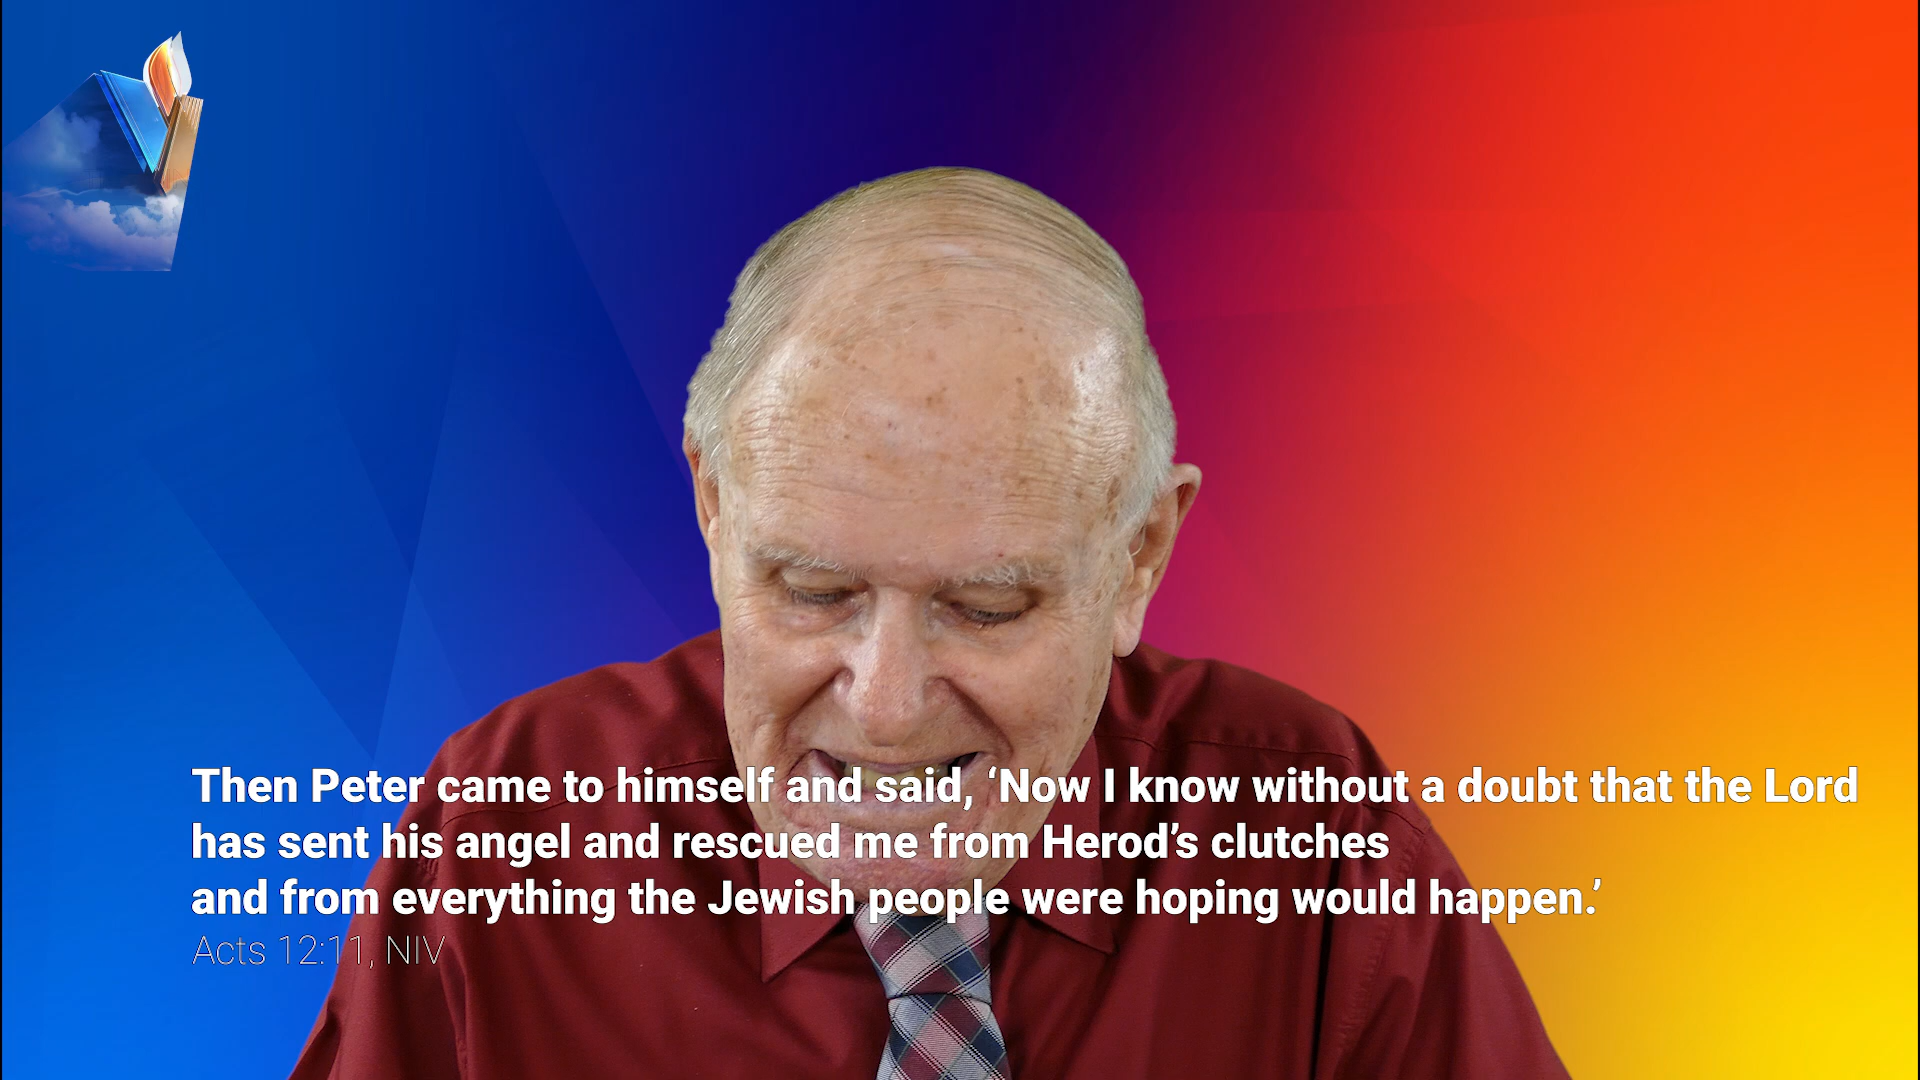 Then Peter came to himself and said, ‘Now I know without a doubt that the Lord
has sent his angel and rescued me from Herod’s clutches
and from everything the Jewish people were hoping would happen.’
Acts 12:11, NIV